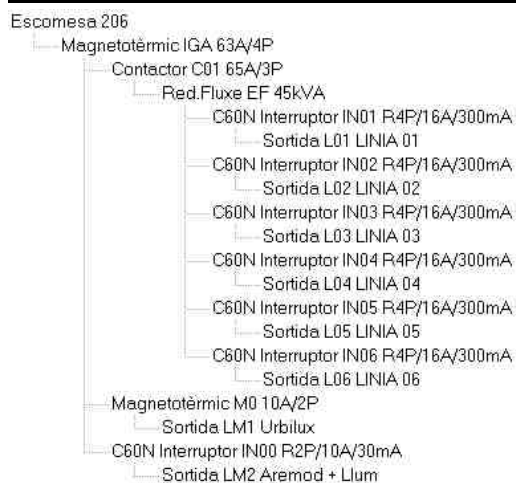 Escomesa 206
Magnetotèrmic IGA 63A/4P
Contactor C01 65A/3P
Red.Fluxe EF 45kVA
C60N Interruptor IN01 R4P/16A/300mA
Sortida L01 LINIA 01
C60N Interruptor IN02 R4P/16A/300mA
Sortida L02 LINIA 02
C60N Interruptor IN03 R4P/16A/300mA
Sortida L03 LINIA 03
C60N Interruptor IN04 R4P/16A/300mA
Sortida L04 LINIA 04
C60N Interruptor IN05 R4P/16A/300mA
Sortida L05 LINIA 05
C60N Interruptor IN06 R4P/16A/300mA
Sortida L06 LINIA 06
Magnetotèrmic M0 10A/2P
Sortida LM1 Urbilux
C60N Interruptor IN00 R2P/10A/30mA
Sortida LM2 Aremod + Llum